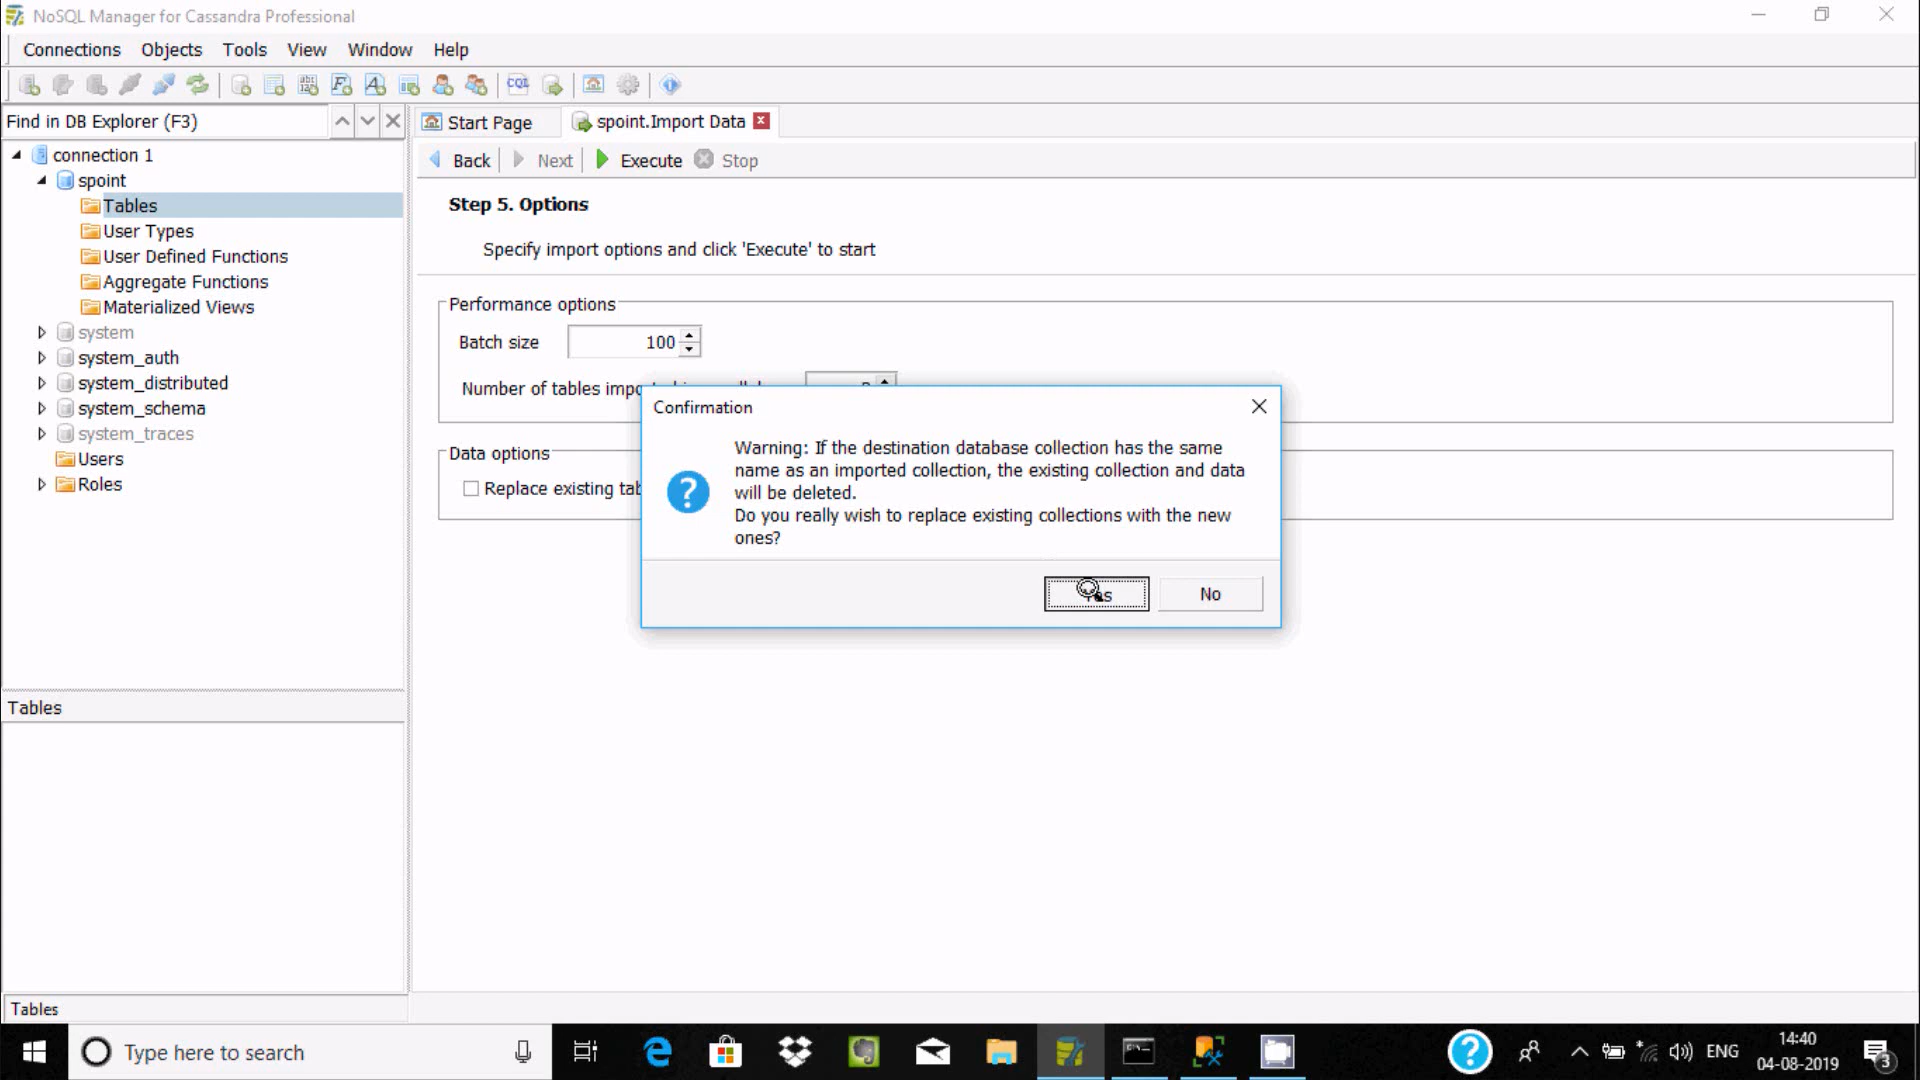 NoSQL Manager for Cassandra Professional
Connections Objects Tools View Window Help
CQL
Find in DB Explorer (F3)
Start Page
spoint.Import Data
connection 1
spoint
Tables
User Types
User Defined Functions
Aggregate Functions
Materialized Views
system
system_auth
system_distributed
system_schema
system_traces
Users
Roles
Tables
Tables
Back Next Execute Stop
Step 5. Options
Specify import options and click 'Execute' to start
Performance options
Batch size 100
Number of tables
Data options
Replace existing
Confirmation
Warning: If the destination database collection has the same
name as an imported collection, the existing collection and data
will be deleted.
Do you really wish to replace existing collections with the new
ones?
No
Type here to search
ENG
14:40
04-08-2019
3